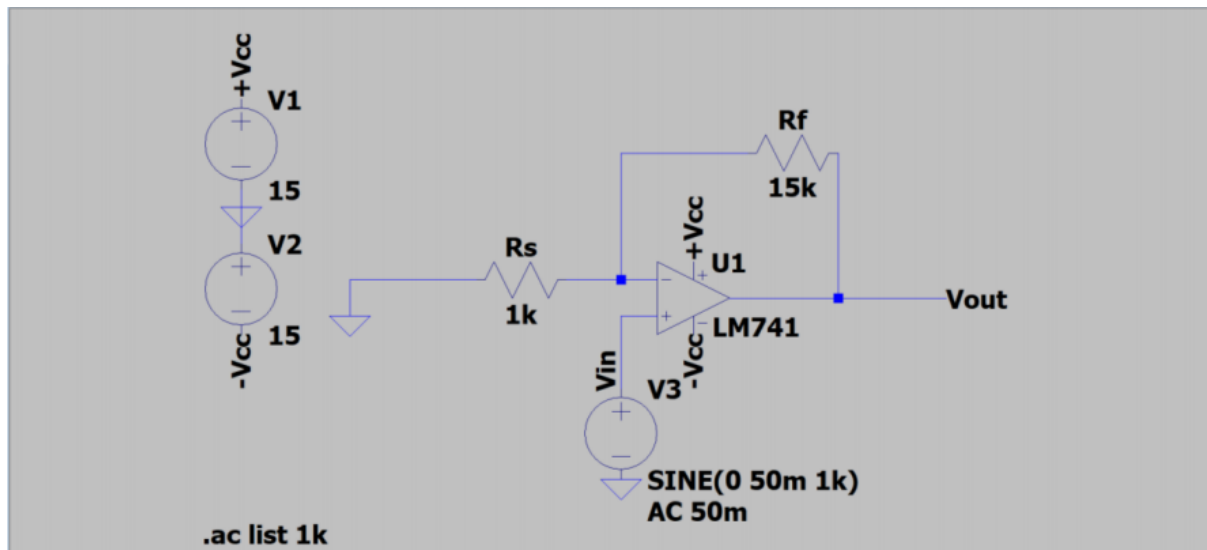 +Vcc
V1
15
V2
15
-Vcc
Rs
1k
Rf
15k
+Vcc
U1
LM741
-Vcc
Vout
Vin
V3
SINE(0 50m 1k)
AC 50m
.ac list 1k